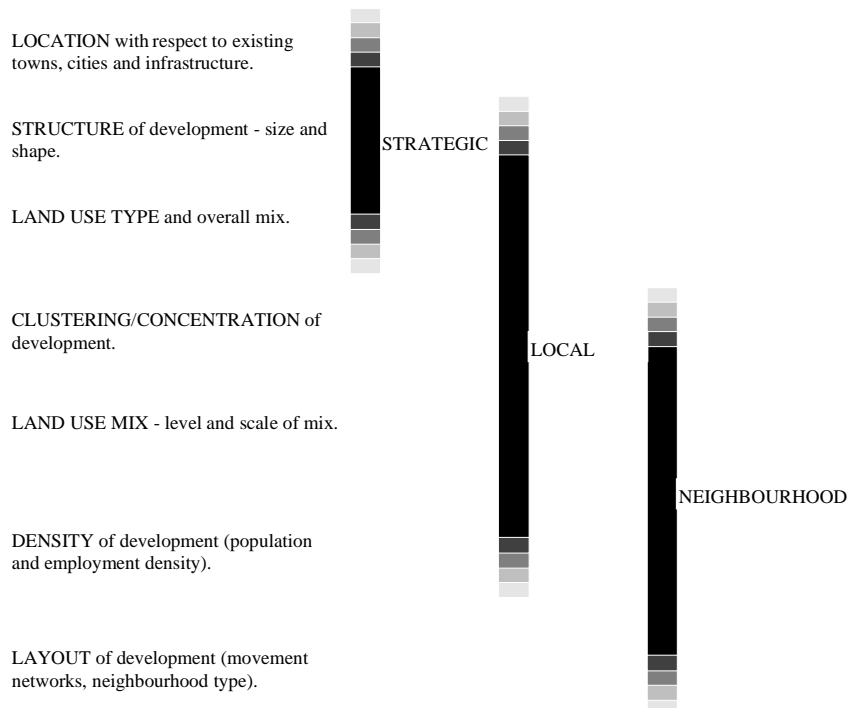 LOCATION with respect to existing
towns, cities and infrastructure.
STRUCTURE of development - size and
shape.
STRATEGIC
LAND USE TYPE and overall mix.
CLUSTERING/CONCENTRATION of
development.
LOCAL
LAND USE MIX - level and scale of mix.
NEIGHBOURHOOD
DENSITY of development (population
and employment density).
LAYOUT of development (movement
networks, neighbourhood type).